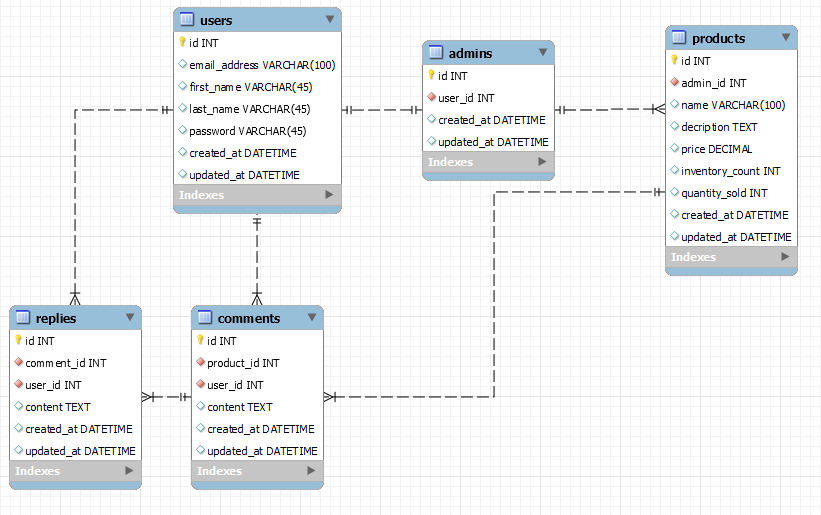 users
id INT
email_address VARCHAR(100)
first_name VARCHAR(45)
last_name VARCHAR(45)
password VARCHAR(45)
created_at DATETIME
updated_at DATETIME
Indexes
admins
id INT
user_id INT
created_at DATETIME
updated_at DATETIME
Indexes
products
id INT
admin_id INT
name VARCHAR(100)
decription TEXT
price DECIMAL
inventory_count INT
quantity_sold INT
created_at DATETIME
updated_at DATETIME
Indexes
replies
id INT
comment_id INT
user_id INT
content TEXT
created_at DATETIME
updated_at DATETIME
Indexes
comments
id INT
product_id INT
user_id INT
content TEXT
created_at DATETIME
updated_at DATETIME
Indexes